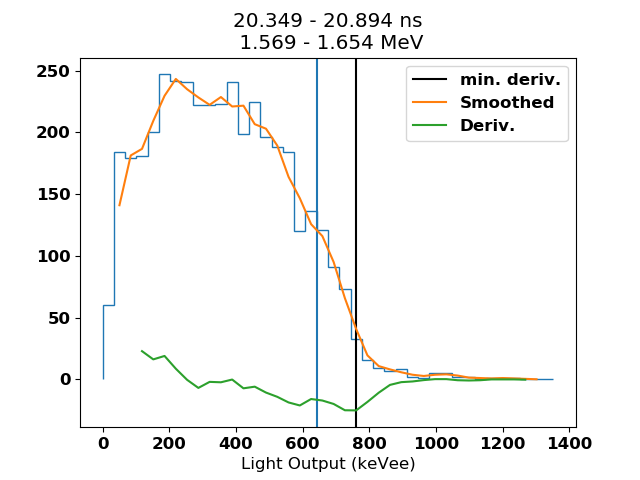 20.349 - 20.894 ns
1.569 - 1.654 MeV
min. deriv.
Smoothed
Deriv.
250
200
150
100
50
0
0 200 400 600 800 1000 1200 1400
Light Output (keVee)